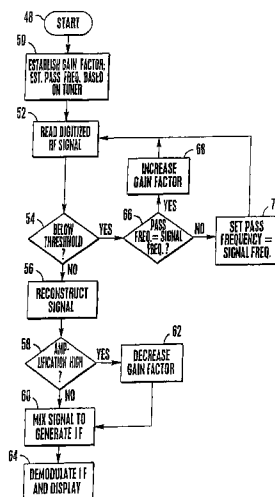 48
START
50
ESTABLISH GAIN FACTOR;
EST. PASS FREQ. BASED
ON TUNER
52
READ DIGITIZED
RF SIGNAL
68
INCREASE
GAIN FACTOR
54
BELOW
THRESHOLD
?
YES
66
PASS
FREQ. = SIGNAL
FREQ. ?
YES
NO
7
SET PASS
FREQUENCY =
SIGNAL FREQ.
NO
56
RECONSTRUCT
SIGNAL
58
AMP-
LIFICATION HIGH
?
YES
62
DECREASE
GAIN FACTOR
NO
60
MIX SIGNAL TO
GENERATE IF
64
DEMODULATE IF
AND DISPLAY